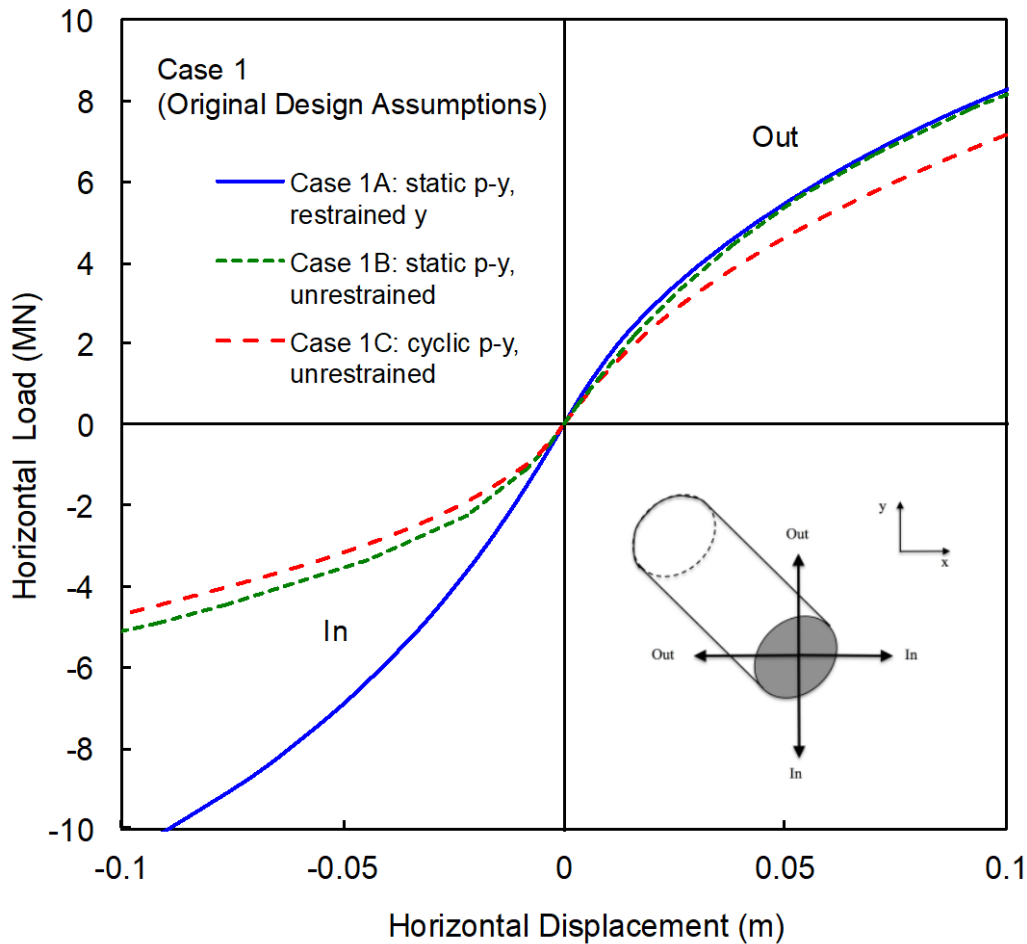 10
8
6
4
2
0
-2
-4
-6
-8
-10
Horizontal Load (MN)
Case 1
(Original Design Assumptions)
Case 1A: static p-y,
restrained y
Case 1B: static p-y,
unrestrained
Case 1C: cyclic p-y,
unrestrained
Out
In
y
x
Out
Out
In
In
-0.1
-0.05
0
0.05
0.1
Horizontal Displacement (m)